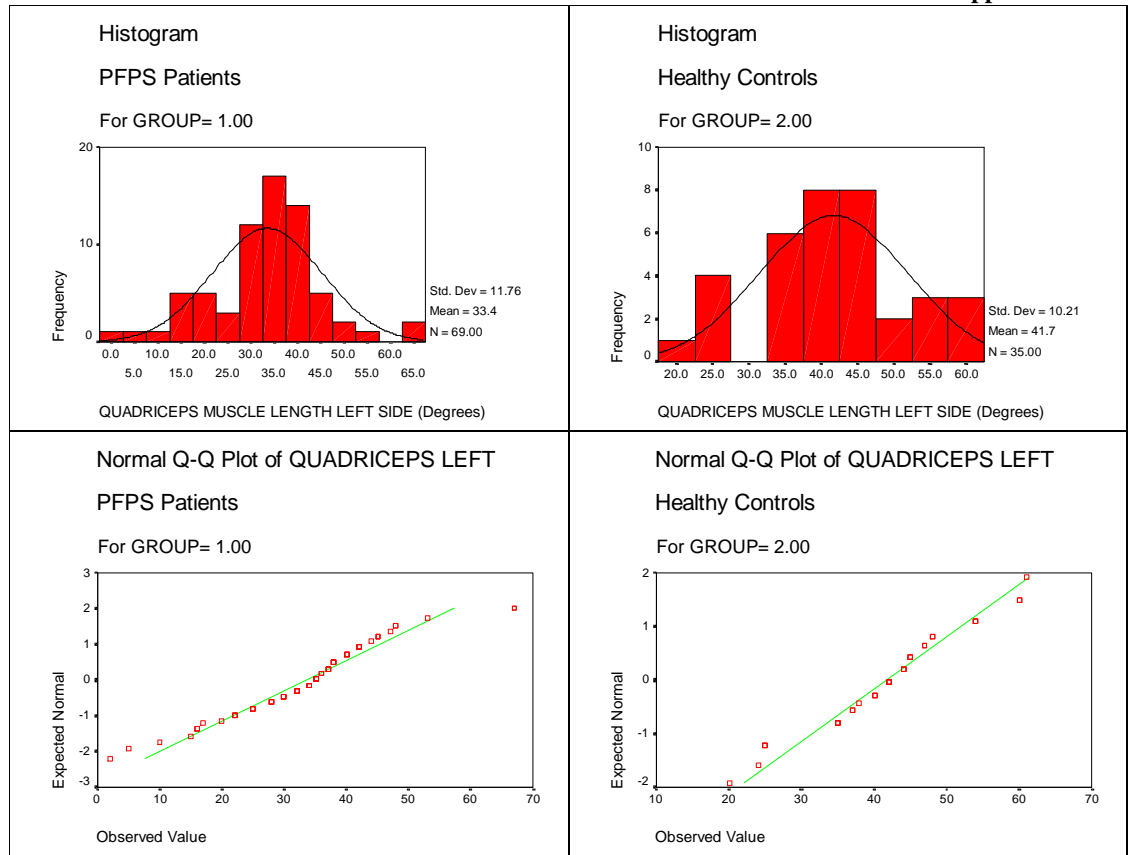 Histogram
PFPS Patients
For GROUP= 1.00
20
10
0
Frequency
Std. Dev = 11.76
Mean = 33.4
N = 69.00
0.0 10.0 20.0 30.0 40.0 50.0 60.0
5.0 15.0 25.0 35.0 45.0 55.0 65.0
QUADRICEPS MUSCLE LENGTH LEFT SIDE (Degrees)
Histogram
Healthy Controls
For GROUP= 2.00
10
8
6
4
2
0
Frequency
Std. Dev = 10.21
Mean = 41.7
N = 35.00
20.0 25.0 30.0 35.0 40.0 45.0 50.0 55.0 60.0
QUADRICEPS MUSCLE LENGTH LEFT SIDE (Degrees)
Normal Q-Q Plot of QUADRICEPS LEFT
PFPS Patients
For GROUP= 1.00
3
2
1
0
-1
-2
-3
Expected Normal
0 10 20 30 40 50 60 70
Observed Value
Normal Q-Q Plot of QUADRICEPS LEFT
Healthy Controls
For GROUP= 2.00
2
1
0
-1
-2
Expected Normal
10 20 30 40 50 60 70
Observed Value